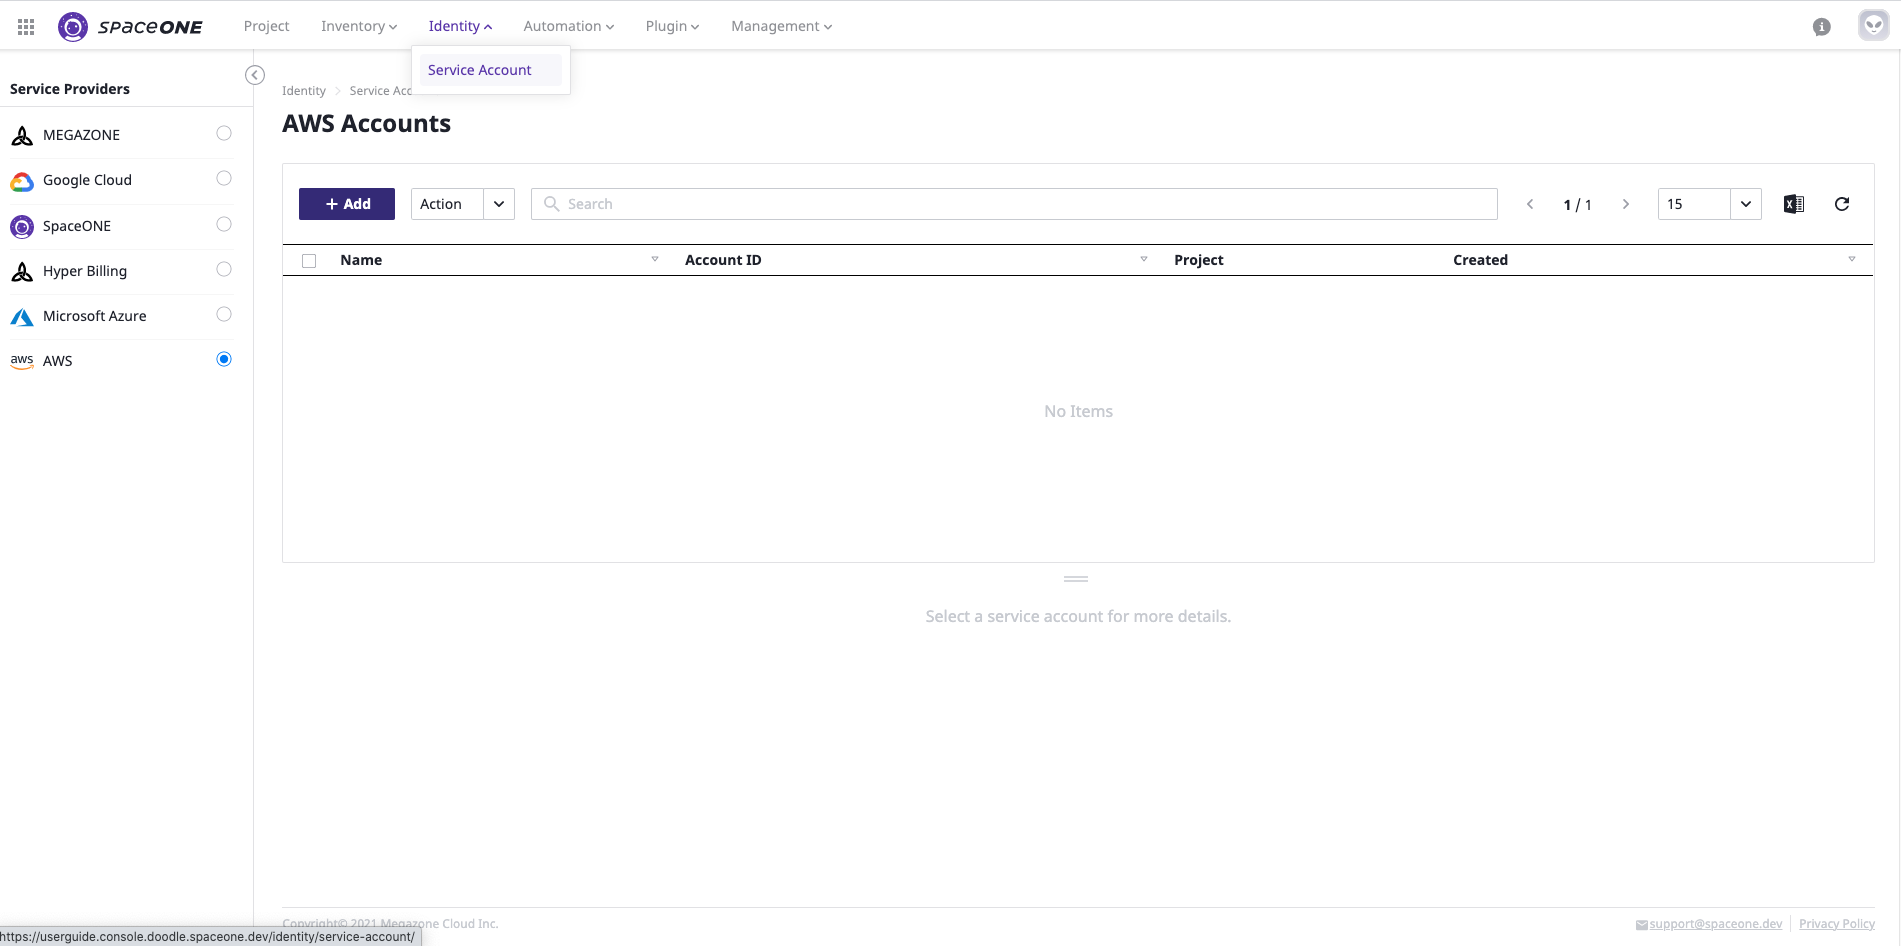 SpaceONE Project Inventory Identity Automation Plugin Management
Service Account
Service Providers
MEGAZONE
Google Cloud
SpaceONE
Hyper Billing
Microsoft Azure
aws AWS
Identity Service Acc
AWS Accounts
+ Add Action Search 1 / 1 15
Name Account ID Project Created
No Items
Select a service account for more details.
Copyright© 2021 Megazone Cloud Inc. support@spaceone.dev Privacy Policy
https://userguide.console.doodle.spaceone.dev/identity/service-account/